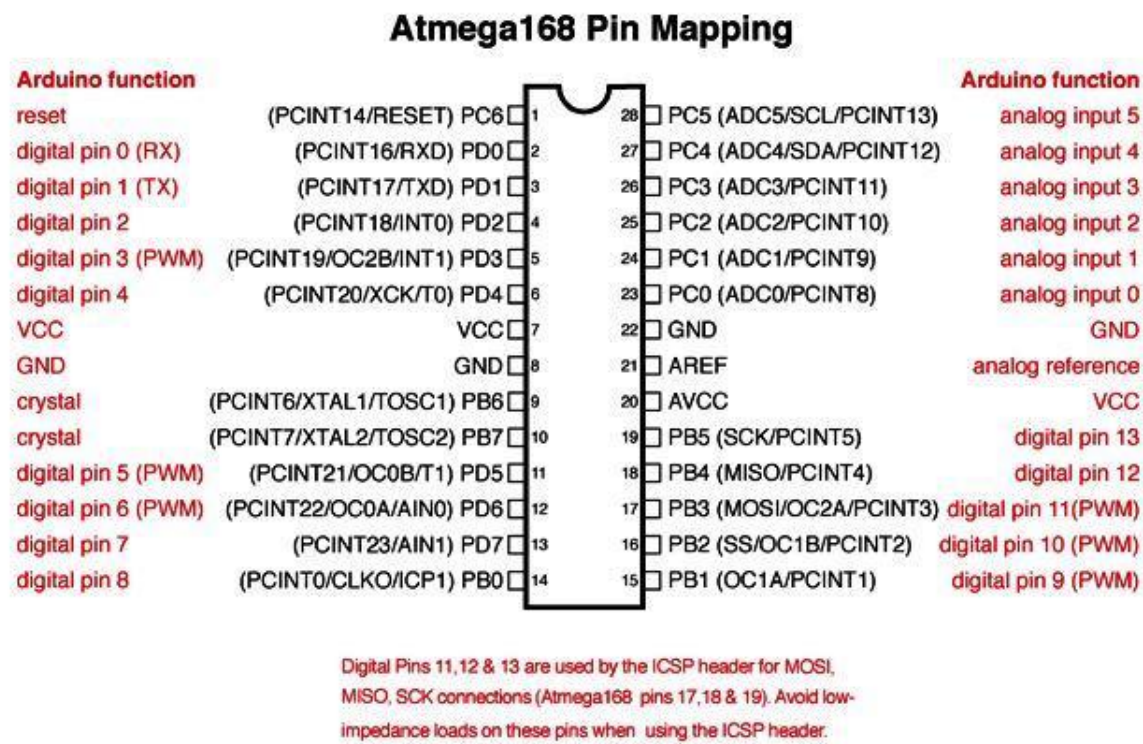 Atmega168 Pin Mapping
Arduino function Arduino function
reset (PCINT14/RESET) PC6 1 28 PC5 (ADC5/SCL/PCINT13) analog input 5
digital pin 0 (RX) (PCINT16/RXD) PD0 2 27 PC4 (ADC4/SDA/PCINT12) analog input 4
digital pin 1 (TX) (PCINT17/TXD) PD1 3 26 PC3 (ADC3/PCINT11) analog input 3
digital pin 2 (PCINT18/INT0) PD2 4 25 PC2 (ADC2/PCINT10) analog input 2
digital pin 3 (PWM) (PCINT19/OC2B/INT1) PD3 5 24 PC1 (ADC1/PCINT9) analog input 1
digital pin 4 (PCINT20/XCK/T0) PD4 6 23 PC0 (ADC0/PCINT8) analog input 0
VCC VCC 7 22 GND GND
GND GND 8 21 AREF analog reference
crystal (PCINT6/XTAL1/TOSC1) PB6 9 20 AVCC VCC
crystal (PCINT7/XTAL2/TOSC2) PB7 10 19 PB5 (SCK/PCINT5) digital pin 13
digital pin 5 (PWM) (PCINT21/OC0B/T1) PD5 11 18 PB4 (MISO/PCINT4) digital pin 12
digital pin 6 (PWM) (PCINT22/OC0A/AIN0) PD6 12 17 PB3 (MOSI/OC2A/PCINT3) digital pin 11(PWM)
digital pin 7 (PCINT23/AIN1) PD7 13 16 PB2 (SS/OC1B/PCINT2) digital pin 10 (PWM)
digital pin 8 (PCINT0/CLKO/ICP1) PB0 14 15 PB1 (OC1A/PCINT1) digital pin 9 (PWM)
Digital Pins 11,12 & 13 are used by the ICSP header for MOSI,
MISO, SCK connections (Atmega168 pins 17,18 & 19). Avoid low-
impedance loads on these pins when using the ICSP header.